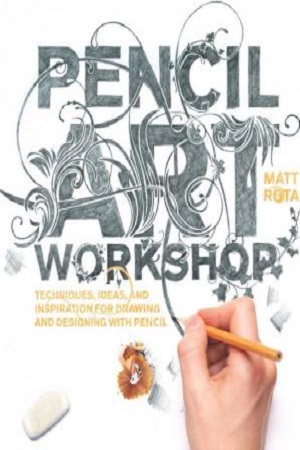 PENCIL
ART
MATT
ROTA
WORKSHOP
TECHNIQUES, IDEAS, AND
INSPIRATION FOR DRAWING
AND DESIGNING WITH PENCIL